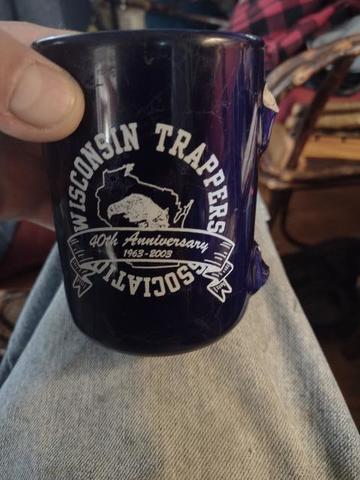 WISCONSIN TRAPPERS
40th Anniversary
1963-2003
ASSOCIATION